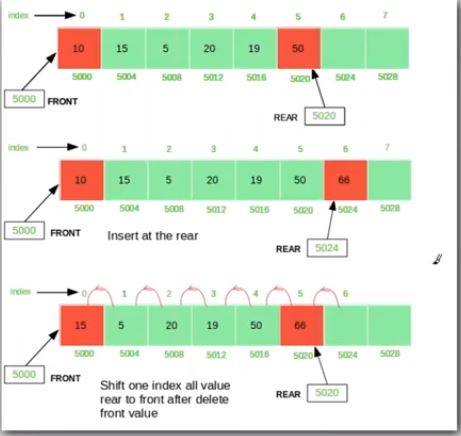 index 0 1 2 3 4 5 6 7
10 15 5 20 19 50
5000 5004 5008 5012 5016 5020 5024 5028
5000 FRONT
REAR 5020
index 0 1 2 3 4 5 6 7
10 15 5 20 19 50 66
5000 5004 5008 5012 5016 5020 5024 5028
5000 FRONT
Insert at the rear
REAR 5024
index 0 1 2 3 4 5 6
15 5 20 19 50 66
5000 5004 5008 5012 5016 5020 5024 5028
5000 FRONT
Shift one index all value
rear to front after delete
front value
REAR 5020